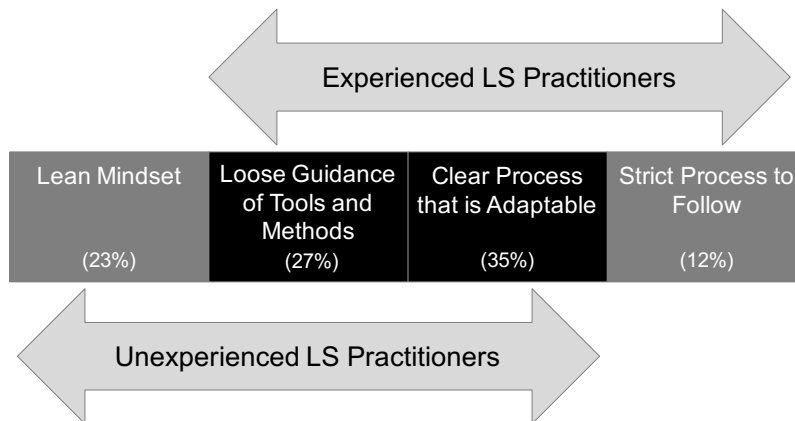 Experienced LS Practitioners
Lean Mindset
(23%)
Loose Guidance
of Tools and
Methods
(27%)
Clear Process
that is Adaptable
(35%)
Strict Process to
Follow
(12%)
Unexperienced LS Practitioners